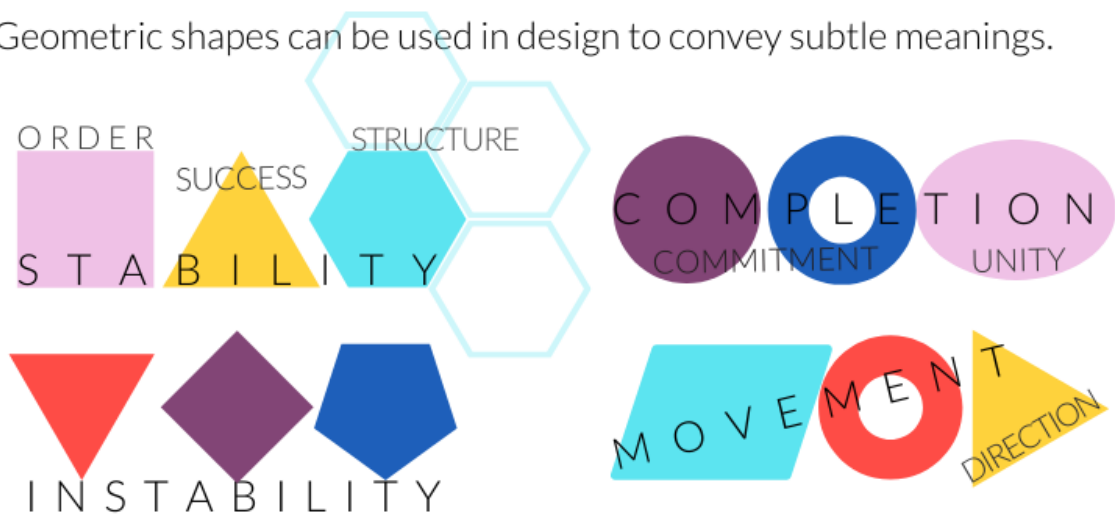 Geometric shapes can be used in design to convey subtle meanings.
ORDER
SUCCESS
STRUCTURE
STABILITY
COMPLETION
COMMITMENT
UNITY
INSTABILITY
MOVEMENT
DIRECTION